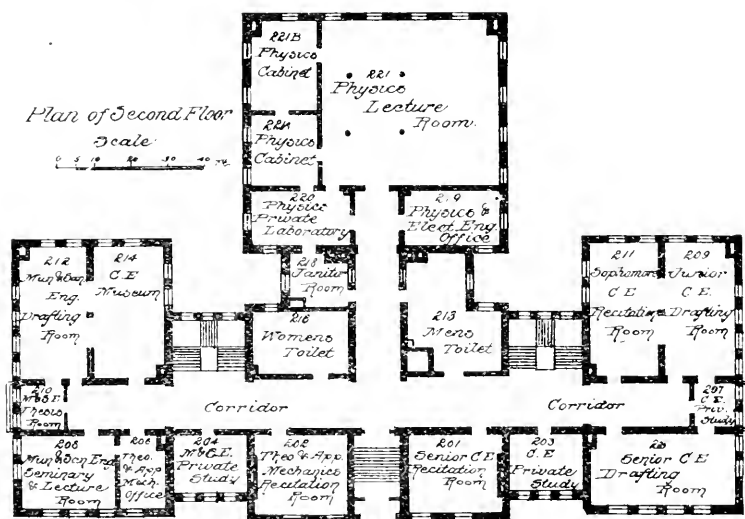 Plan of Second Floor
Scale
0 5 10 20 30 40 Ft.
221B
Physics
Cabinet
221
Physics
Lecture
Room.
221A
Physics
Cabinet
220
Physics
Private
Laboratory
219
Physics &
Elect. Eng.
Office
212
Mun & San
Eng.
Drafting
Room
214
C.E
Museum
218
Janitor
Room
216
Womens
Toilet
213
Mens
Toilet
211
Sophomore
C E
Recitation
Room
209
Junior
C.E.
Drafting
Room
210
M & S.E
Thesis
Room
Corridor
Corridor
207
C.E
Priv.
Study
208
Mun & San Eng
Seminary
& Lecture
Room
206
Theo.
& App
Mech.
Office
204
M & C.E.
Private
Study
202
Theo & App.
Mechanics
Recitation
Room
201
Senior C E
Recitation
Room
203
C.E
Private
Study
Senior C E
Drafting
Room